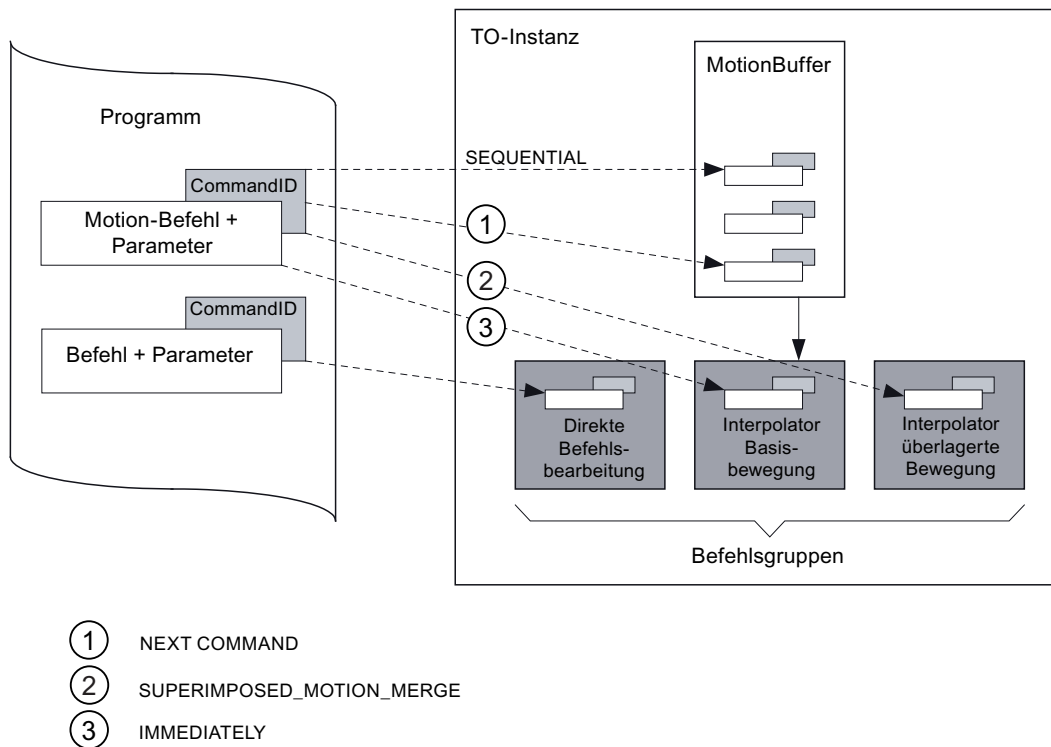 TO-Instanz
MotionBuffer
Programm
SEQUENTIAL
CommandID
Motion-Befehl +
Parameter
1
2
3
CommandID
Befehl + Parameter
Direkte
Befehls-
bearbeitung
Interpolator
Basis-
bewegung
Interpolator
überlagerte
Bewegung
Befehlsgruppen
1 NEXT COMMAND
2 SUPERIMPOSED_MOTION_MERGE
3 IMMEDIATELY